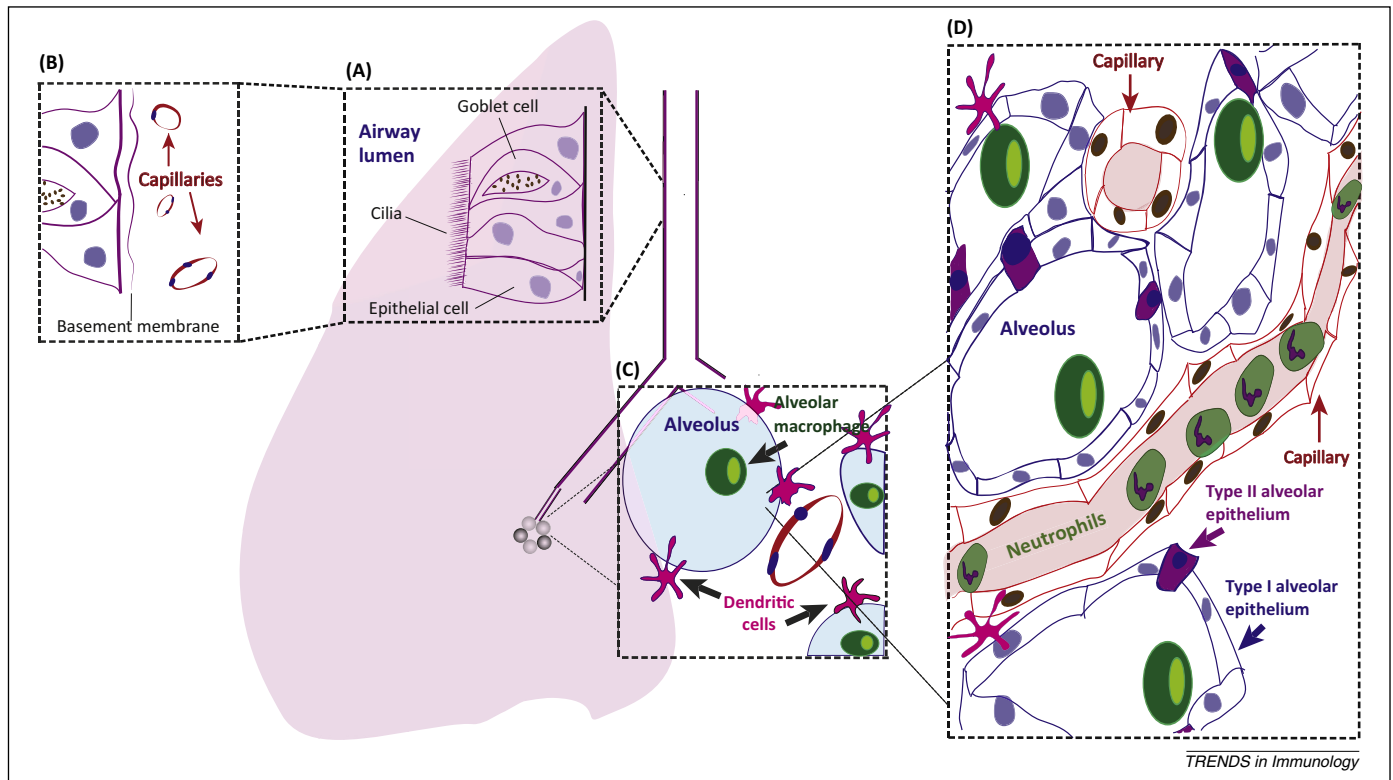 (B)
Capillaries
Basement membrane
(A)
Airway
lumen
Goblet cell
Cilia
Epithelial cell
(C)
Alveolus
Alveolar
macrophage
Dendritic
cells
(D)
Capillary
Alveolus
Capillary
Neutrophils
Type II alveolar
epithelium
Type I alveolar
epithelium
TRENDS in Immunology